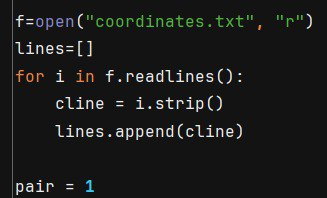 f=open("coordinates.txt", "r")
lines=[]
for i in f.readlines():
    cline = i.strip()
    lines.append(cline)

pair = 1